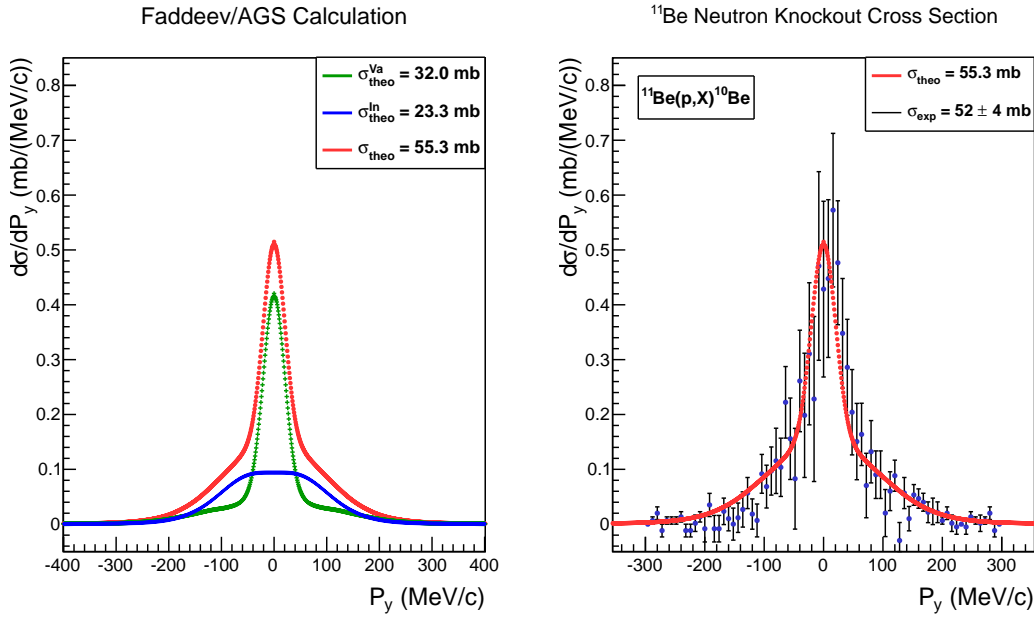 Faddeev/AGS Calculation
dσ/dP_y (mb/(MeV/c))
σ^Va_theo = 32.0 mb
σ^In_theo = 23.3 mb
σ_theo = 55.3 mb
0.8
0.7
0.6
0.5
0.4
0.3
0.2
0.1
0
-400 -300 -200 -100 0 100 200 300 400
P_y (MeV/c)
¹¹Be Neutron Knockout Cross Section
dσ/dP_y (mb/(MeV/c))
¹¹Be(p,X)¹⁰Be
σ_theo = 55.3 mb
σ_exp = 52 ± 4 mb
0.8
0.7
0.6
0.5
0.4
0.3
0.2
0.1
0
-300 -200 -100 0 100 200 300
P_y (MeV/c)